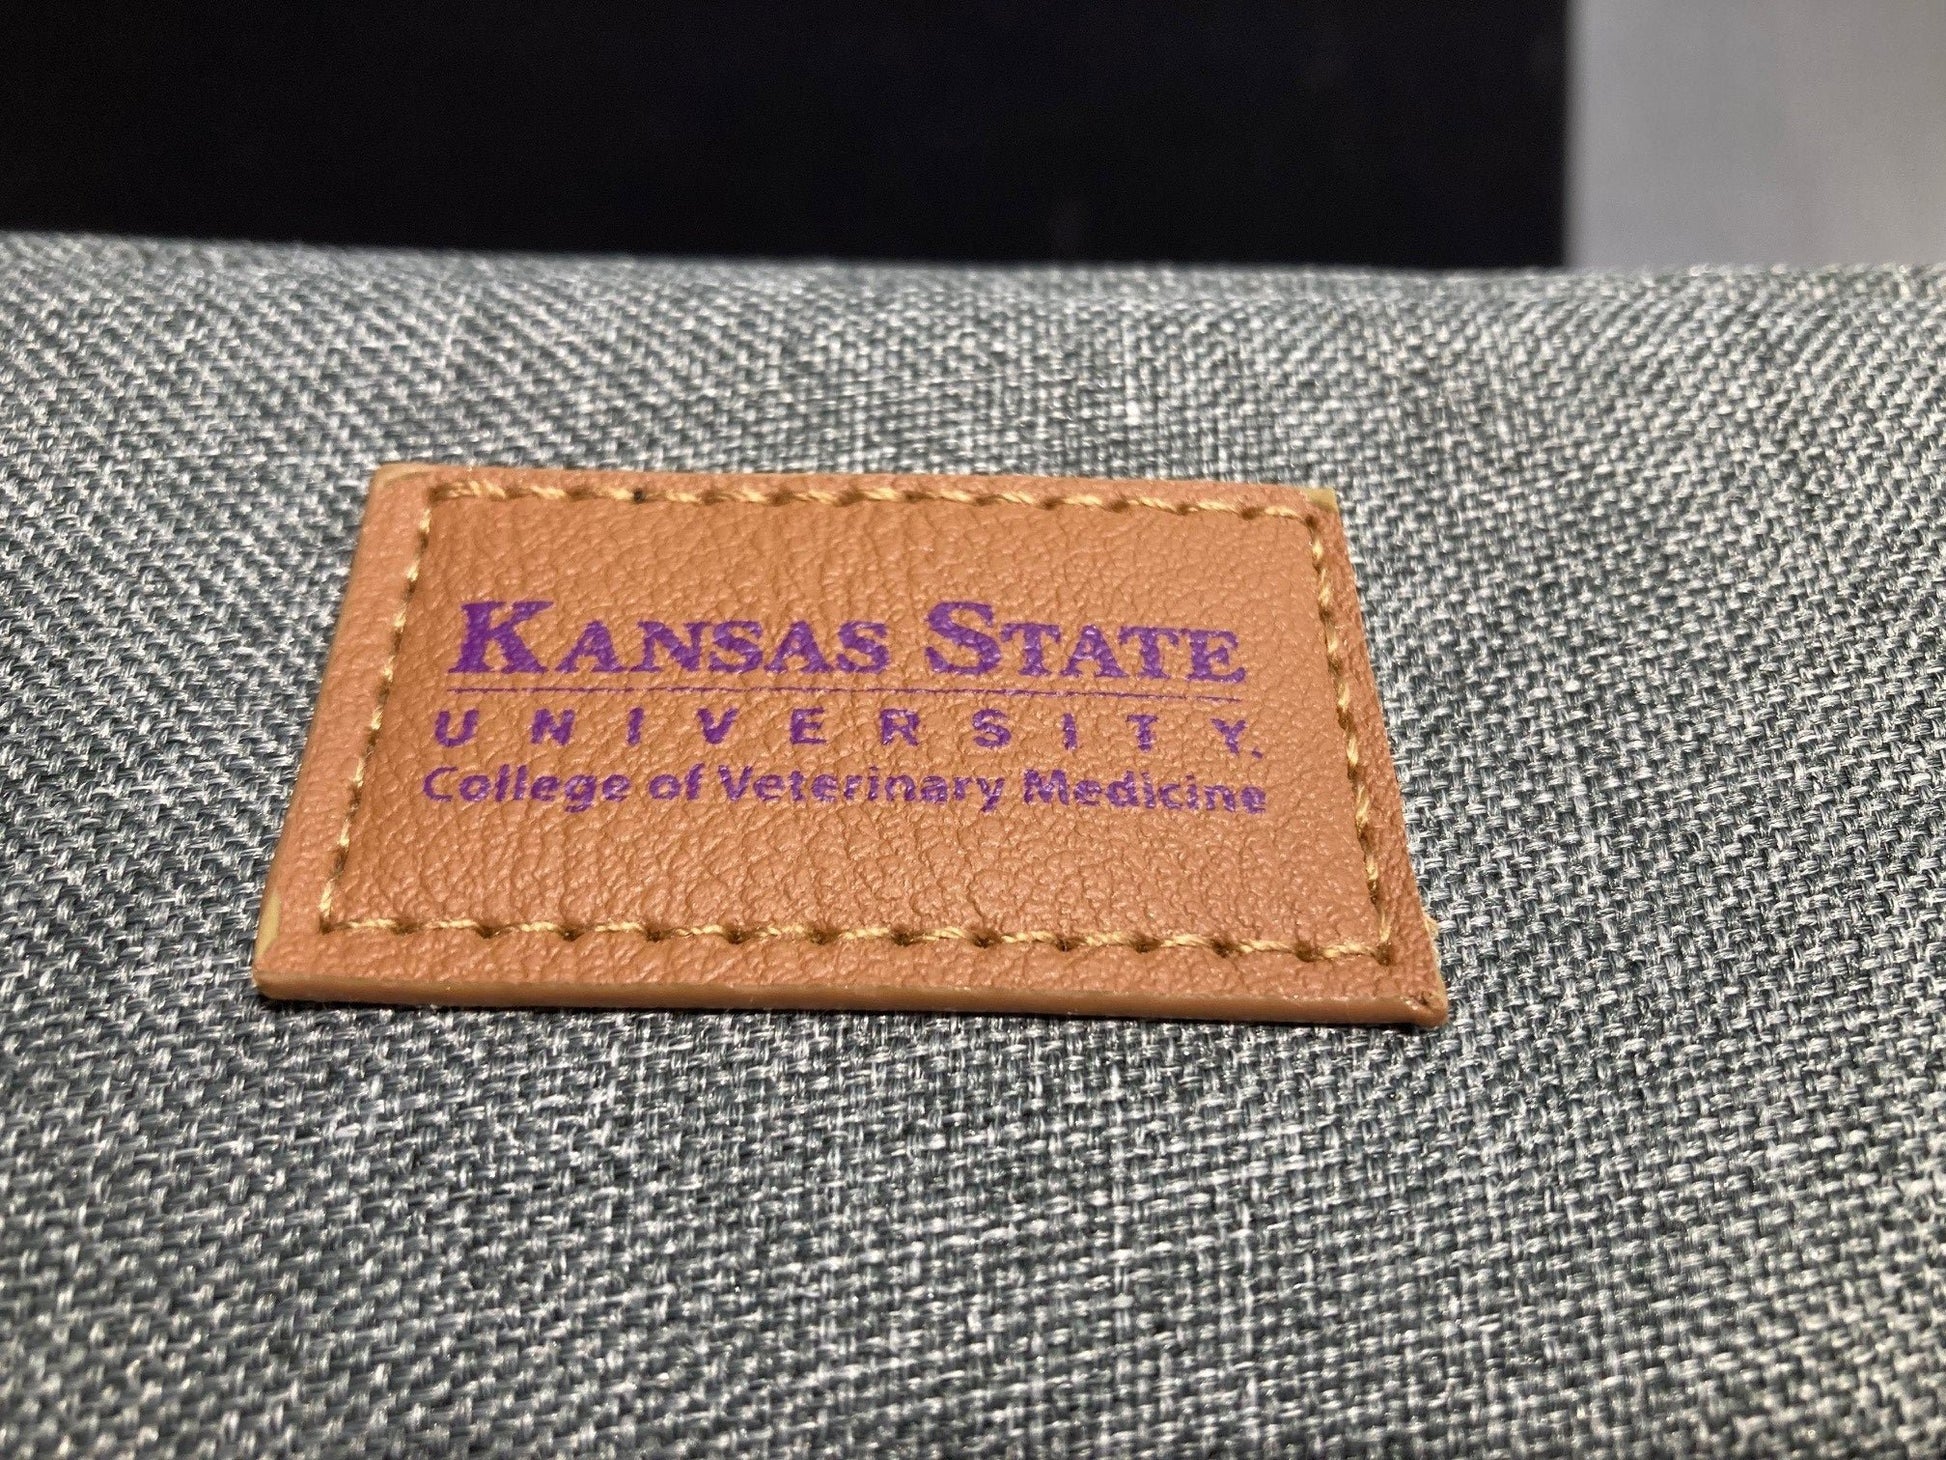 KANSAS STATE
UNIVERSITY.
College of Veterinary Medicine